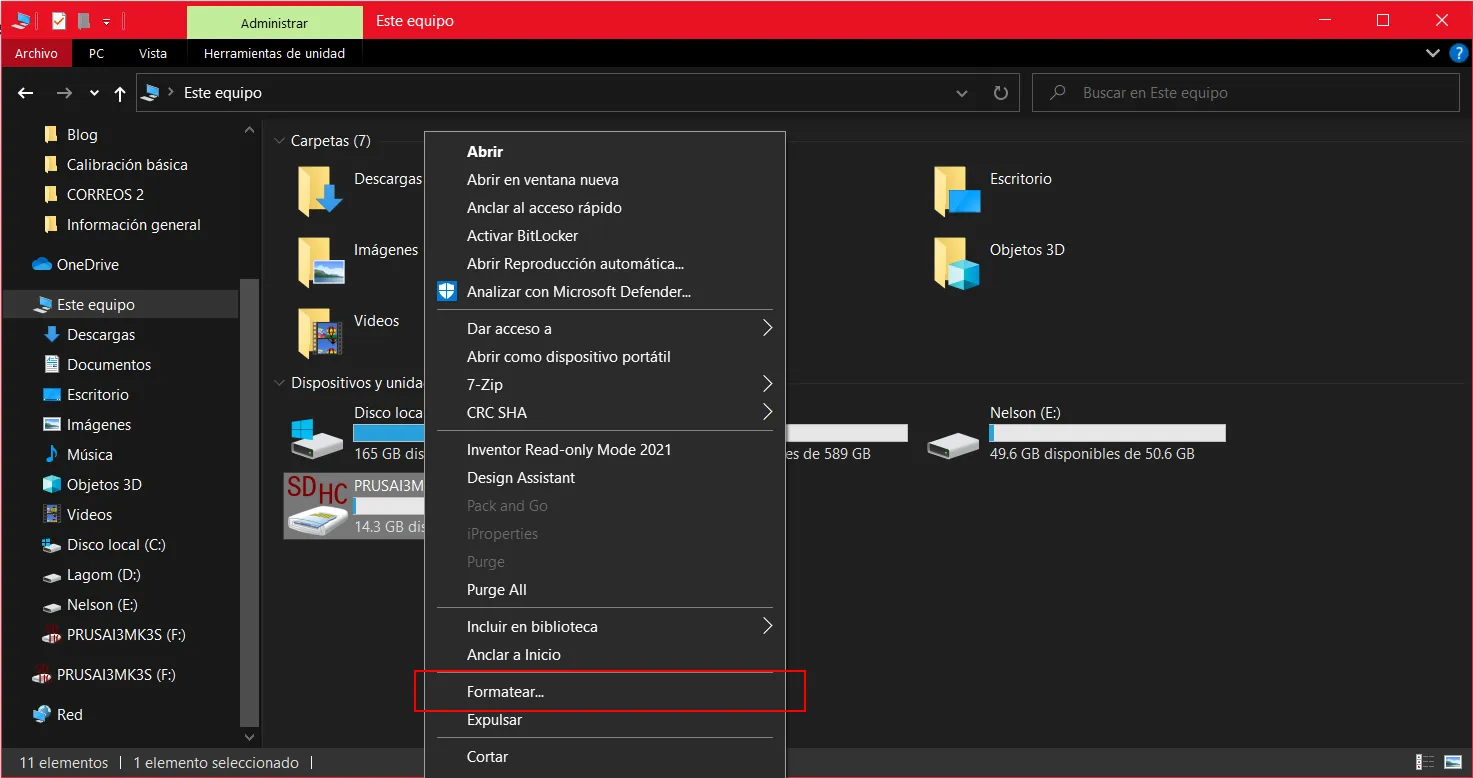 Administrar
Este equipo
Archivo
PC
Vista
Herramientas de unidad
?
Este equipo
Buscar en Este equipo
Blog
Calibración básica
CORREOS 2
Información general
OneDrive
Este equipo
Descargas
Documentos
Escritorio
Imágenes
Música
Objetos 3D
Videos
Disco local (C:)
Lagom (D:)
Nelson (E:)
PRUSAI3MK3S (F:)
PRUSAI3MK3S (F:)
Red
Carpetas (7)
Descargas
Escritorio
Imágenes
Objetos 3D
Videos
Dispositivos y unida
Disco loca
165 GB dis
es de 589 GB
Nelson (E:)
49.6 GB disponibles de 50.6 GB
SDHC
PRUSAI3M
14.3 GB dis
Abrir
Abrir en ventana nueva
Anclar al acceso rápido
Activar BitLocker
Abrir Reproducción automática...
Analizar con Microsoft Defender...
Dar acceso a
Abrir como dispositivo portátil
7-Zip
CRC SHA
Inventor Read-only Mode 2021
Design Assistant
Pack and Go
iProperties
Purge
Purge All
Incluir en biblioteca
Anclar a Inicio
Formatear...
Expulsar
Cortar
11 elementos
1 elemento seleccionado